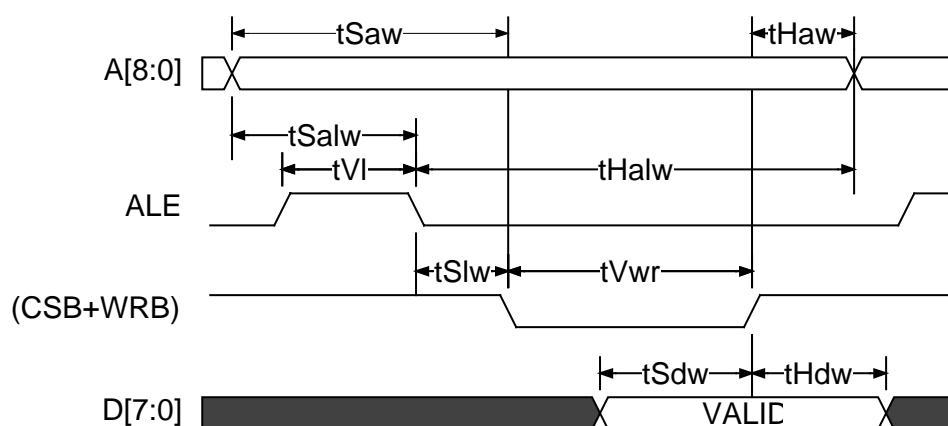 tSaw
tHaw
A[8:0]
tSalw
tVl
tHalw
ALE
tSlw
tVwr
(CSB+WRB)
tSdw
tHdw
D[7:0]
VALID